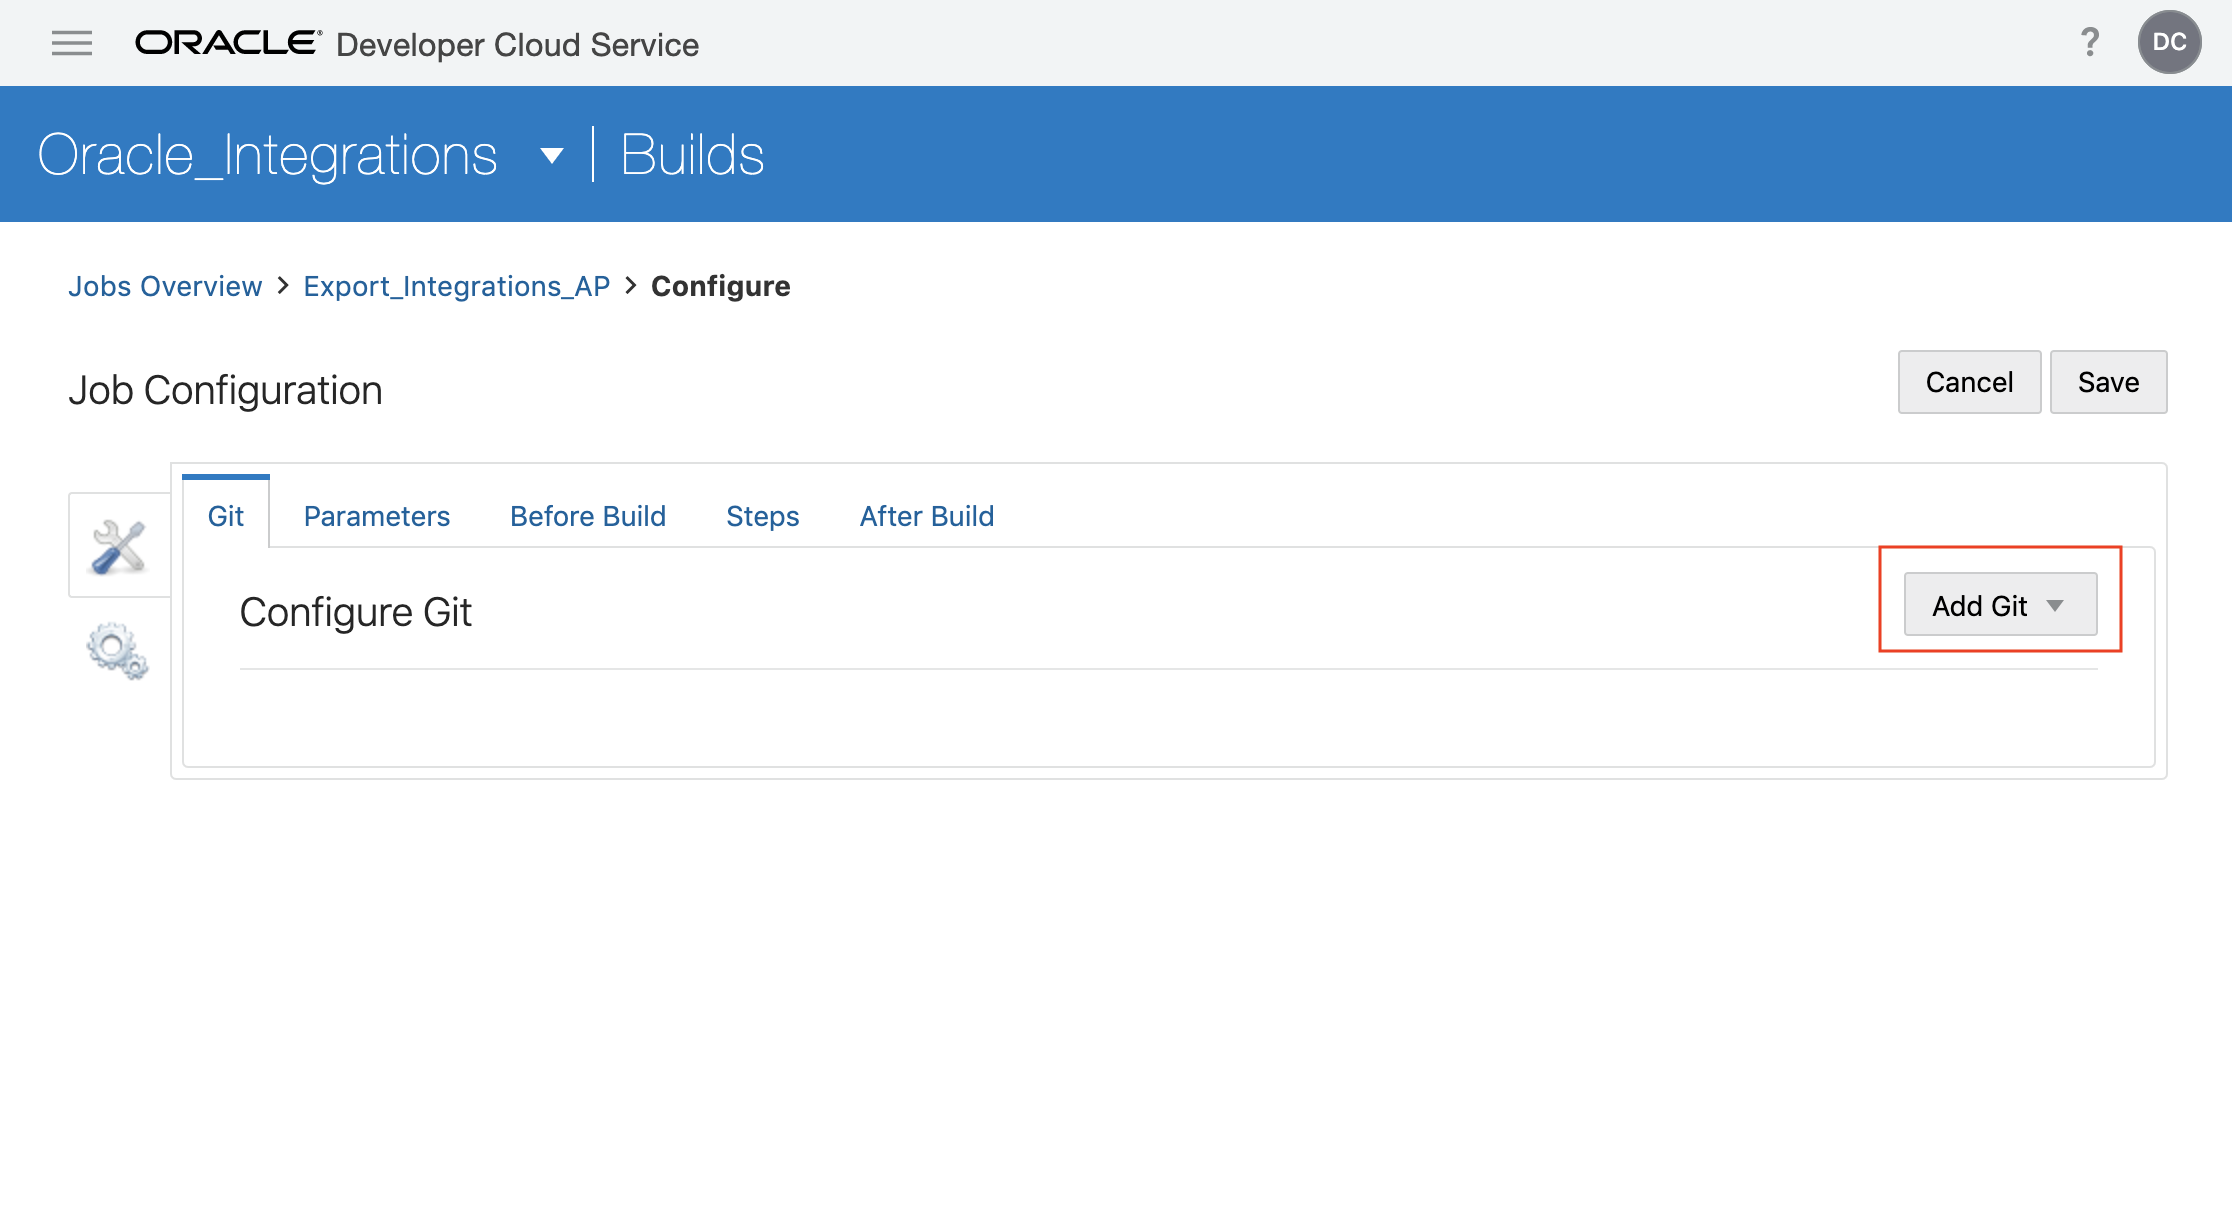 ORACLE® Developer Cloud Service ? DC
Oracle_Integrations | Builds
Jobs Overview > Export_Integrations_AP > Configure
Job Configuration Cancel Save
Git Parameters Before Build Steps After Build
Configure Git Add Git